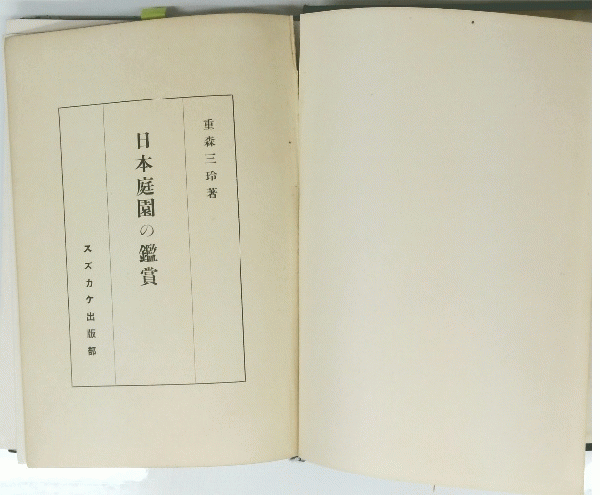 重森三玲著
日本庭園の鑑賞
スズカケ出版部